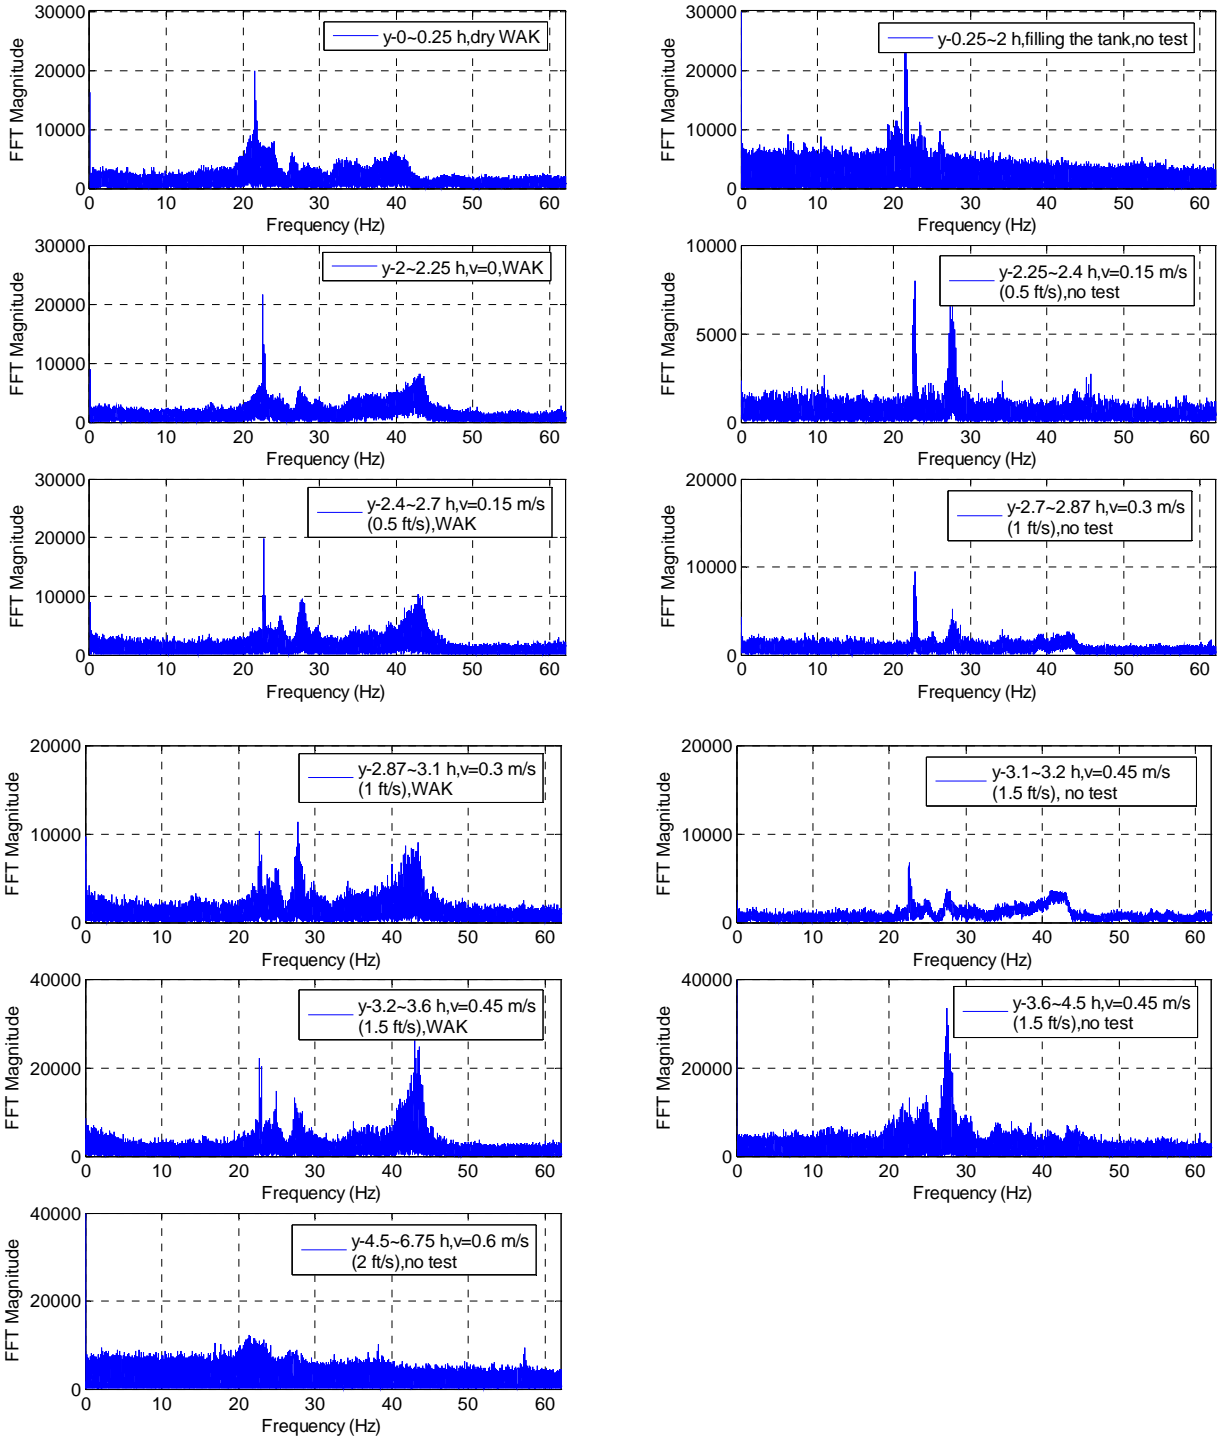 y-0~0.25 h,dry WAK
FFT Magnitude
30000
20000
10000
0
0 10 20 30 40 50 60
Frequency (Hz)
y-0.25~2 h,filling the tank,no test
FFT Magnitude
30000
20000
10000
0
0 10 20 30 40 50 60
Frequency (Hz)
y-2~2.25 h,v=0,WAK
FFT Magnitude
30000
20000
10000
0
0 10 20 30 40 50 60
Frequency (Hz)
y-2.25~2.4 h,v=0.15 m/s
(0.5 ft/s),no test
FFT Magnitude
10000
5000
0
0 10 20 30 40 50 60
Frequency (Hz)
y-2.4~2.7 h,v=0.15 m/s
(0.5 ft/s),WAK
FFT Magnitude
30000
20000
10000
0
0 10 20 30 40 50 60
Frequency (Hz)
y-2.7~2.87 h,v=0.3 m/s
(1 ft/s),no test
FFT Magnitude
20000
10000
0
0 10 20 30 40 50 60
Frequency (Hz)
y-2.87~3.1 h,v=0.3 m/s
(1 ft/s),WAK
FFT Magnitude
20000
10000
0
0 10 20 30 40 50 60
Frequency (Hz)
y-3.1~3.2 h,v=0.45 m/s
(1.5 ft/s), no test
FFT Magnitude
20000
10000
0
0 10 20 30 40 50 60
Frequency (Hz)
y-3.2~3.6 h,v=0.45 m/s
(1.5 ft/s),WAK
FFT Magnitude
40000
20000
0
0 10 20 30 40 50 60
Frequency (Hz)
y-3.6~4.5 h,v=0.45 m/s
(1.5 ft/s),no test
FFT Magnitude
40000
20000
0
0 10 20 30 40 50 60
Frequency (Hz)
y-4.5~6.75 h,v=0.6 m/s
(2 ft/s),no test
FFT Magnitude
40000
20000
0
0 10 20 30 40 50 60
Frequency (Hz)